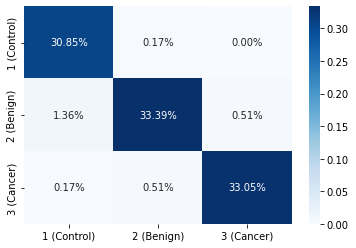 1 (Control) 30.85% 0.17% 0.00%
2 (Benign) 1.36% 33.39% 0.51%
3 (Cancer) 0.17% 0.51% 33.05%
1 (Control) 2 (Benign) 3 (Cancer)
0.30
0.25
0.20
0.15
0.10
0.05
0.00